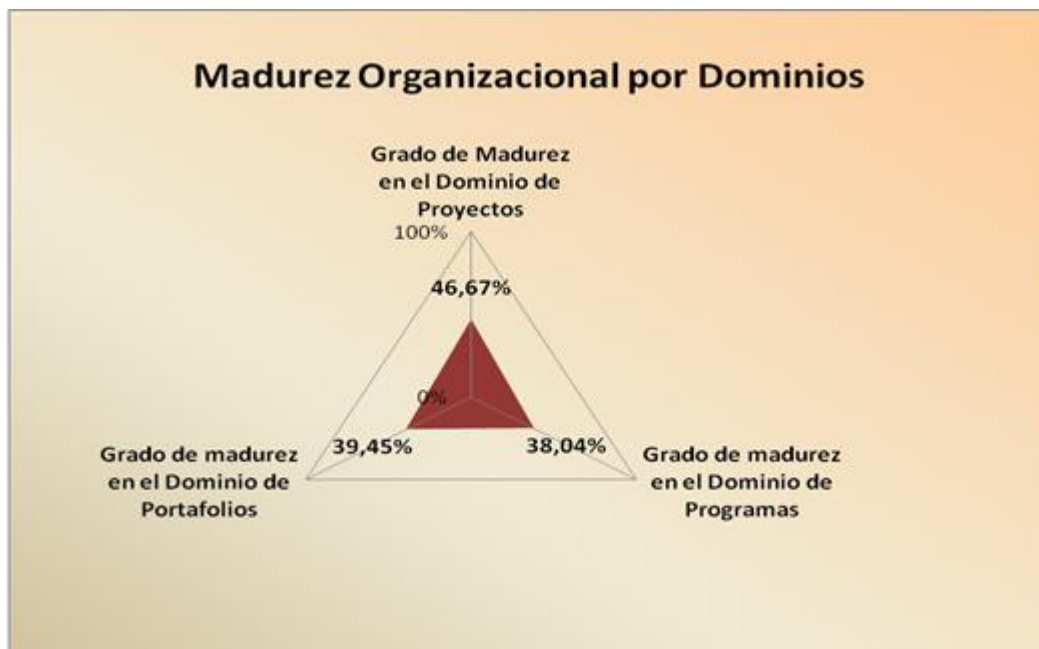 Madurez Organizacional por Dominios
Grado de Madurez
en el Dominio de
Proyectos
100%
46,67%
0%
39,45%
38,04%
Grado de madurez
en el Dominio de
Portafolios
Grado de madurez
en el Dominio de
Programas